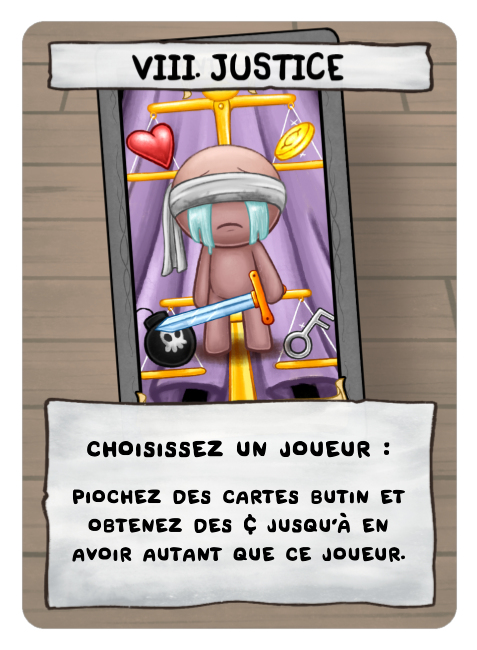 VIII. JUSTICE
CHOISISSEZ UN JOUEUR :
PIOCHEZ DES CARTES BUTIN ET
OBTENEZ DES ¢ JUSQU'À EN
AVOIR AUTANT QUE CE JOUEUR.